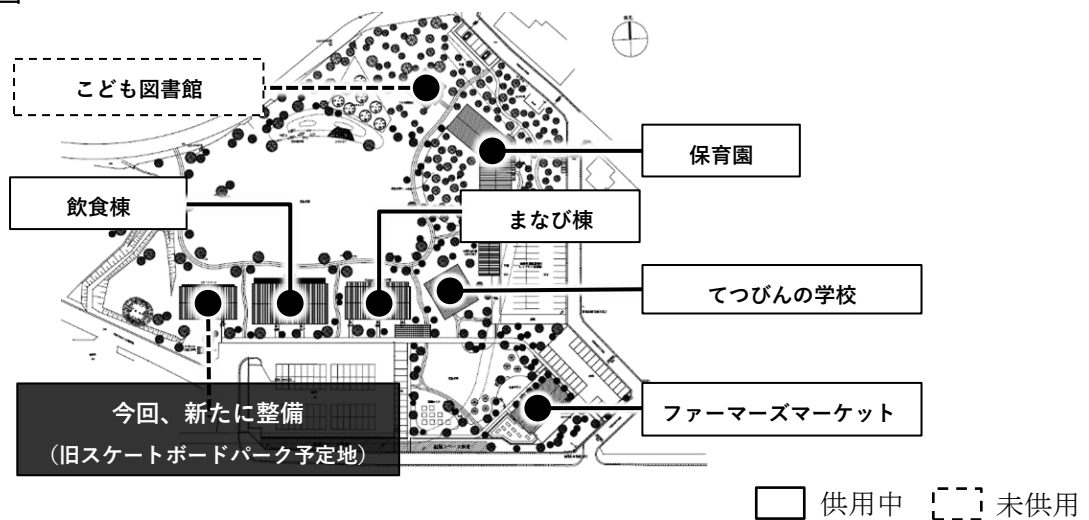 こども図書館
保育園
飲食棟
まなび棟
てつびんの学校
今回、新たに整備
（旧スケートボードパーク予定地）
ファーマーズマーケット
供用中
未供用